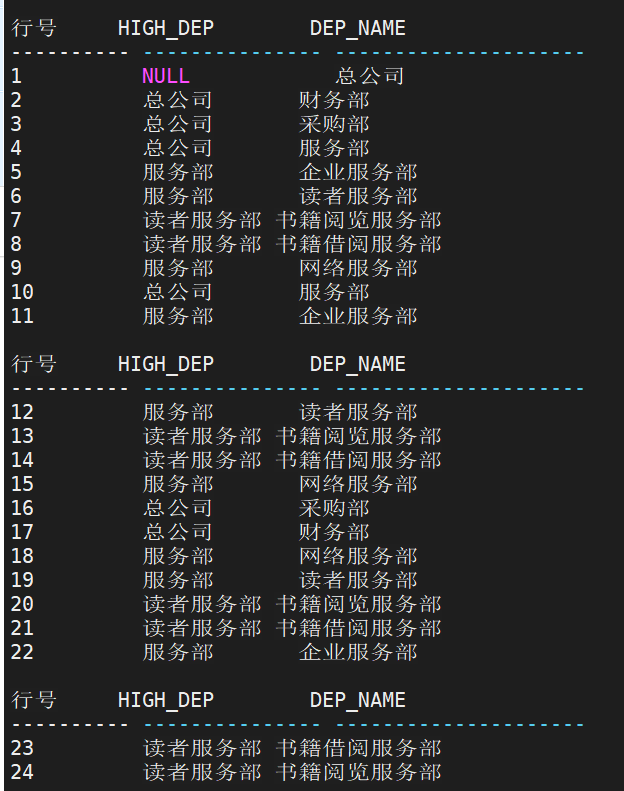 行号 HIGH_DEP DEP_NAME
---------- --------------- ---------------------
1 NULL 总公司
2 总公司 财务部
3 总公司 采购部
4 总公司 服务部
5 服务部 企业服务部
6 服务部 读者服务部
7 读者服务部 书籍阅览服务部
8 读者服务部 书籍借阅服务部
9 服务部 网络服务部
10 总公司 服务部
11 服务部 企业服务部
行号 HIGH_DEP DEP_NAME
---------- --------------- ---------------------
12 服务部 读者服务部
13 读者服务部 书籍阅览服务部
14 读者服务部 书籍借阅服务部
15 服务部 网络服务部
16 总公司 采购部
17 总公司 财务部
18 服务部 网络服务部
19 服务部 读者服务部
20 读者服务部 书籍阅览服务部
21 读者服务部 书籍借阅服务部
22 服务部 企业服务部
行号 HIGH_DEP DEP_NAME
---------- --------------- ---------------------
23 读者服务部 书籍借阅服务部
24 读者服务部 书籍阅览服务部